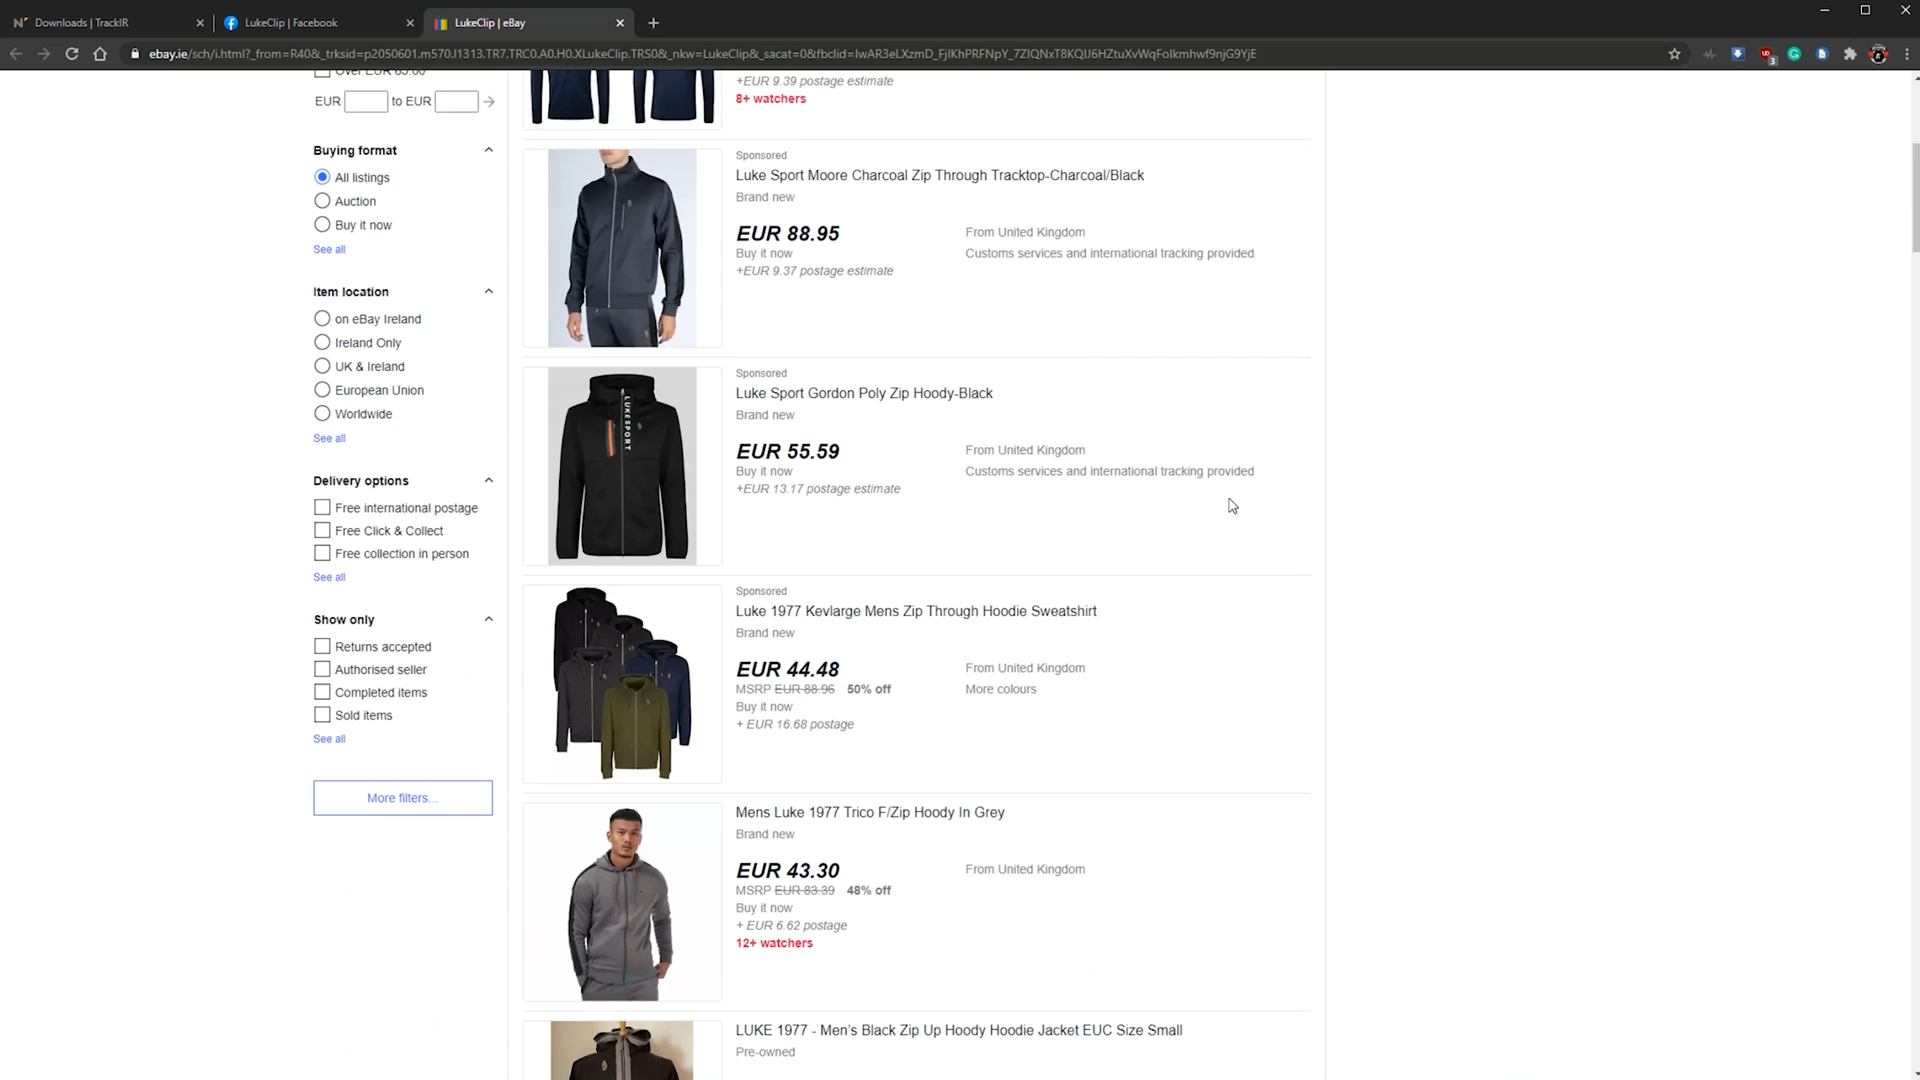 Downloads | TrackIR
LukeClip | Facebook
LukeClip | eBay
ebay.ie/sch/i.html?_from=R40&_trksid=p2050601.m570.l1313.TR7.TRC0.A0.H0.XLukeClip.TRS0&_nkw=LukeClip&_sacat=0&fbclid=IwAR3eLXzmD_FjlKhPRFNpY_7ZlQNxT8KQlJ6HZtuXvWqFolkmhwf9njG9YjE
3
Over EUR 65.00
EUR to EUR
Buying format
All listings
Auction
Buy it now
See all
Item location
on eBay Ireland
Ireland Only
UK & Ireland
European Union
Worldwide
See all
Delivery options
Free international postage
Free Click & Collect
Free collection in person
See all
Show only
Returns accepted
Authorised seller
Completed items
Sold items
See all
More filters...
+EUR 9.39 postage estimate
8+ watchers
Sponsored
Luke Sport Moore Charcoal Zip Through Tracktop-Charcoal/Black
Brand new
EUR 88.95
From United Kingdom
Buy it now
Customs services and international tracking provided
+EUR 9.37 postage estimate
LUKESPORT
Sponsored
Luke Sport Gordon Poly Zip Hoody-Black
Brand new
EUR 55.59
From United Kingdom
Buy it now
Customs services and international tracking provided
+EUR 13.17 postage estimate
Sponsored
Luke 1977 Kevlarge Mens Zip Through Hoodie Sweatshirt
Brand new
EUR 44.48
From United Kingdom
MSRP EUR 88.96 50% off
More colours
Buy it now
+ EUR 16.68 postage
Mens Luke 1977 Trico F/Zip Hoody In Grey
Brand new
EUR 43.30
From United Kingdom
MSRP EUR 83.39 48% off
Buy it now
+ EUR 6.62 postage
12+ watchers
LUKE 1977 - Men's Black Zip Up Hoody Hoodie Jacket EUC Size Small
Pre-owned